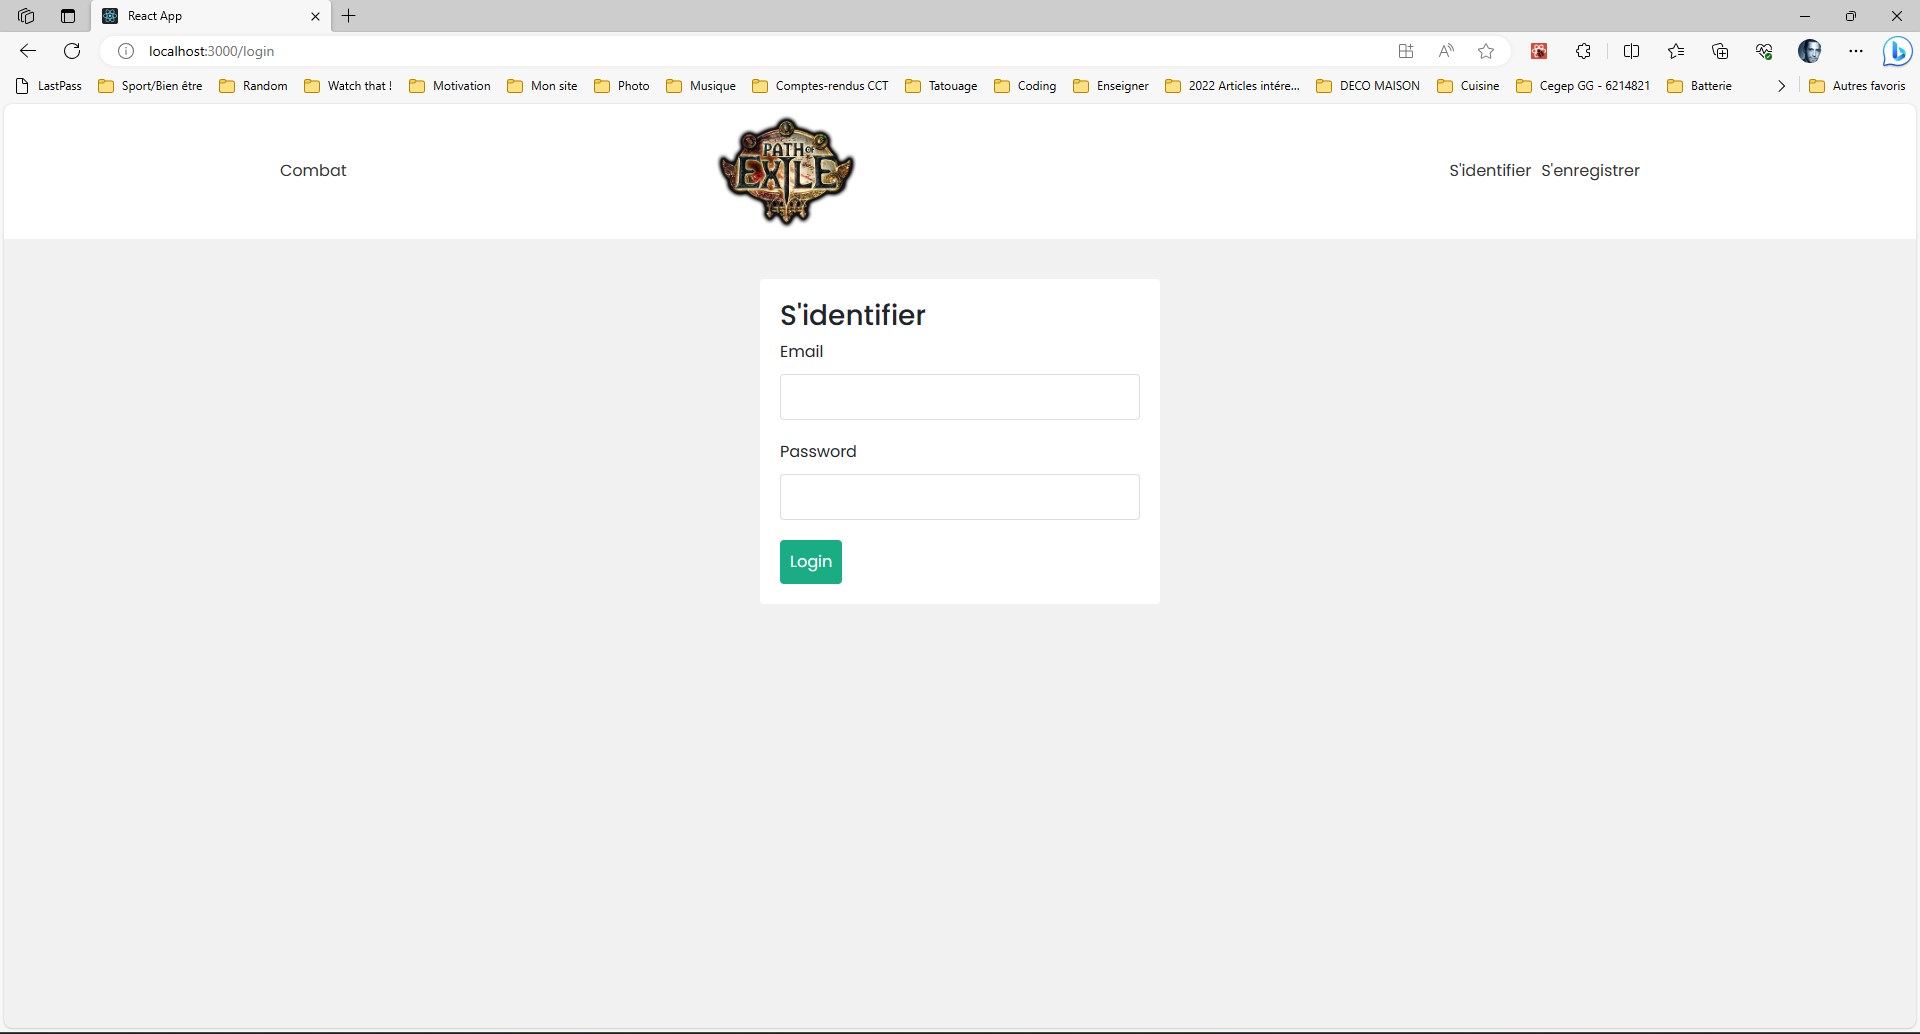 React App
localhost:3000/login
LastPass Sport/Bien être Random Watch that ! Motivation Mon site Photo Musique Comptes-rendus CCT Tatouage Coding Enseigner 2022 Articles intére... DECO MAISON Cuisine Cegep GG - 6214821 Batterie Autres favoris
Combat
PATH OF
EXILE
S'identifier S'enregistrer
S'identifier
Email
Password
Login